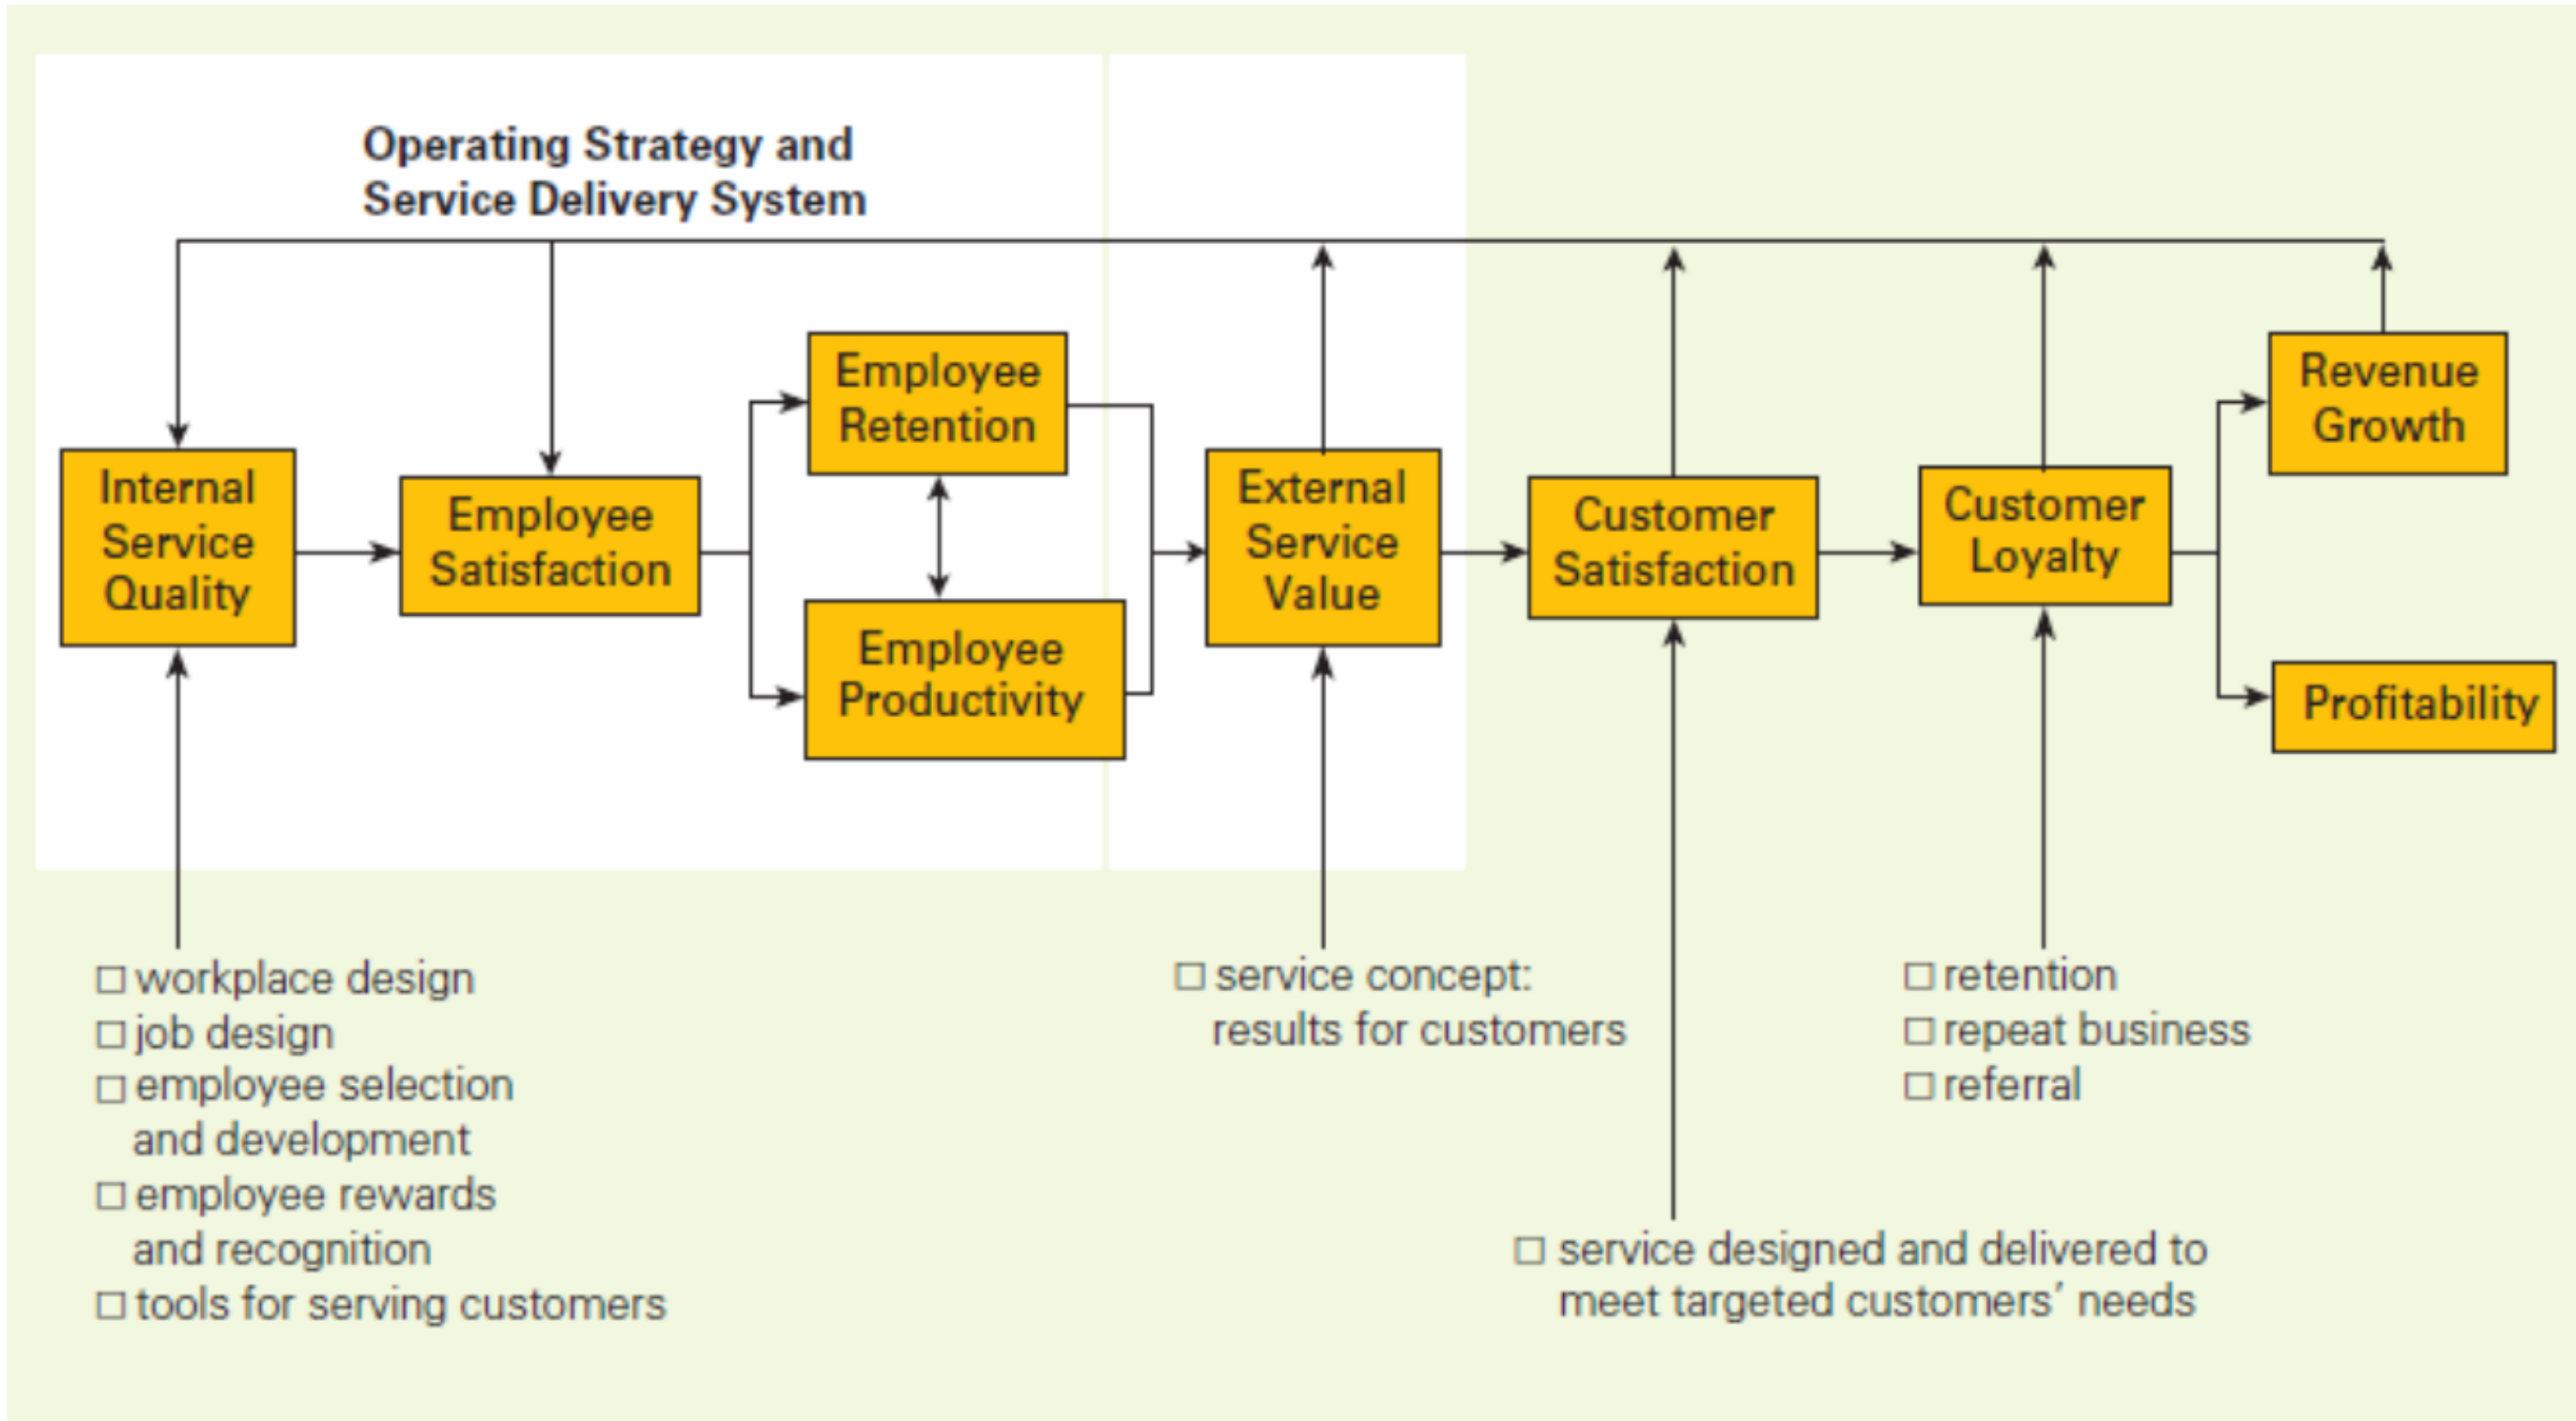 Operating Strategy and
Service Delivery System
Internal
Service
Quality
Employee
Satisfaction
Employee
Retention
Employee
Productivity
External
Service
Value
Customer
Satisfaction
Customer
Loyalty
Revenue
Growth
Profitability
□ workplace design
□ job design
□ employee selection
and development
□ employee rewards
and recognition
□ tools for serving customers
□ service concept:
results for customers
□ service designed and delivered to
meet targeted customers’ needs
□ retention
□ repeat business
□ referral